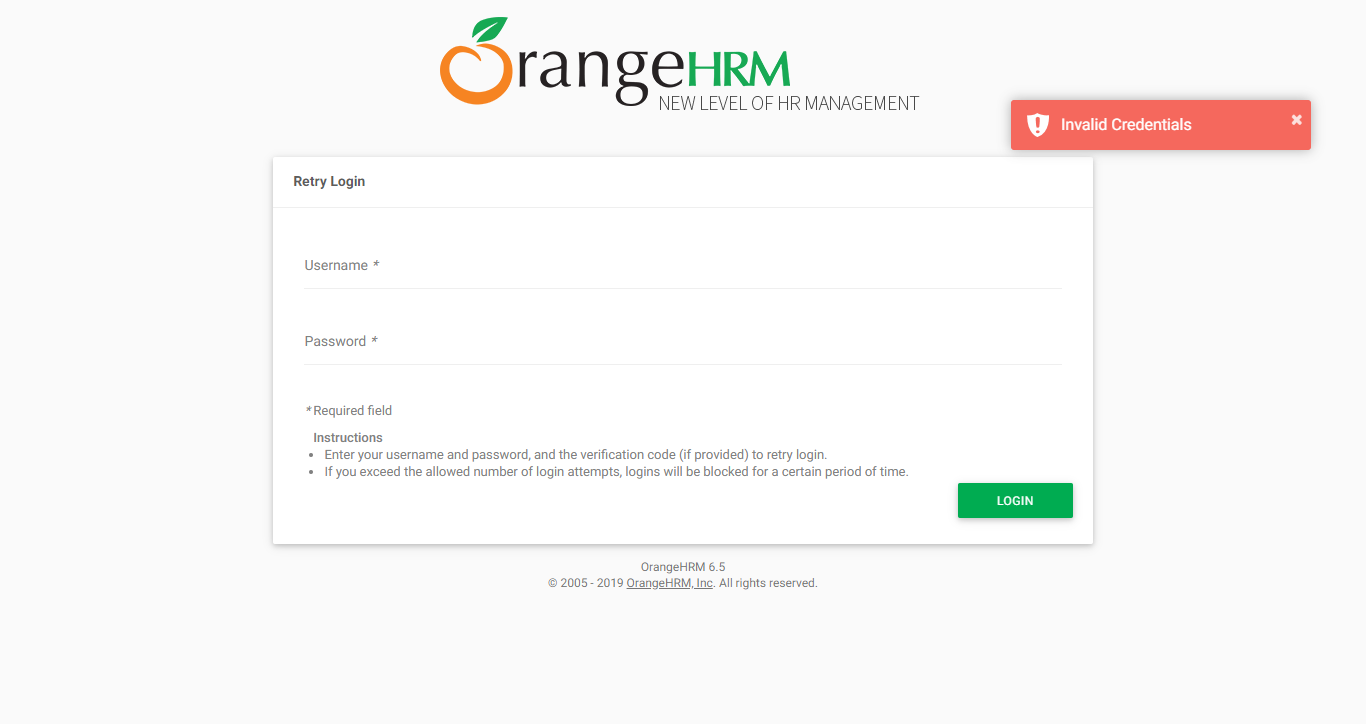 OrangeHRM
NEW LEVEL OF HR MANAGEMENT
Invalid Credentials
Retry Login
Username *
Password *
* Required field
Instructions
• Enter your username and password, and the verification code (if provided) to retry login.
• If you exceed the allowed number of login attempts, logins will be blocked for a certain period of time.
LOGIN
OrangeHRM 6.5
© 2005 - 2019 OrangeHRM, Inc. All rights reserved.